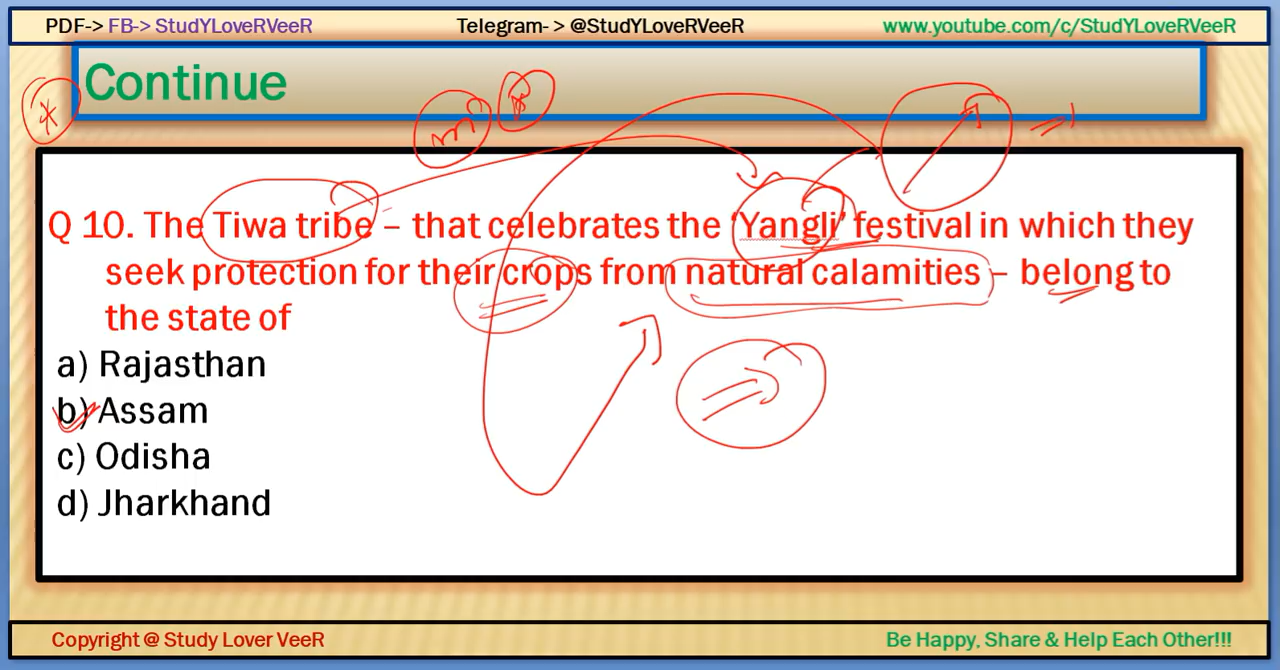 PDF-> FB-> StudYLoveRVeeR Telegram- > @StudYLoveRVeeR www.youtube.com/c/StudYLoveRVeeR
Continue
Q 10. The Tiwa tribe – that celebrates the ‘Yangli’ festival in which they
seek protection for their crops from natural calamities – belong to
the state of
a) Rajasthan
b) Assam
c) Odisha
d) Jharkhand
Copyright @ Study Lover VeeR Be Happy, Share & Help Each Other!!!